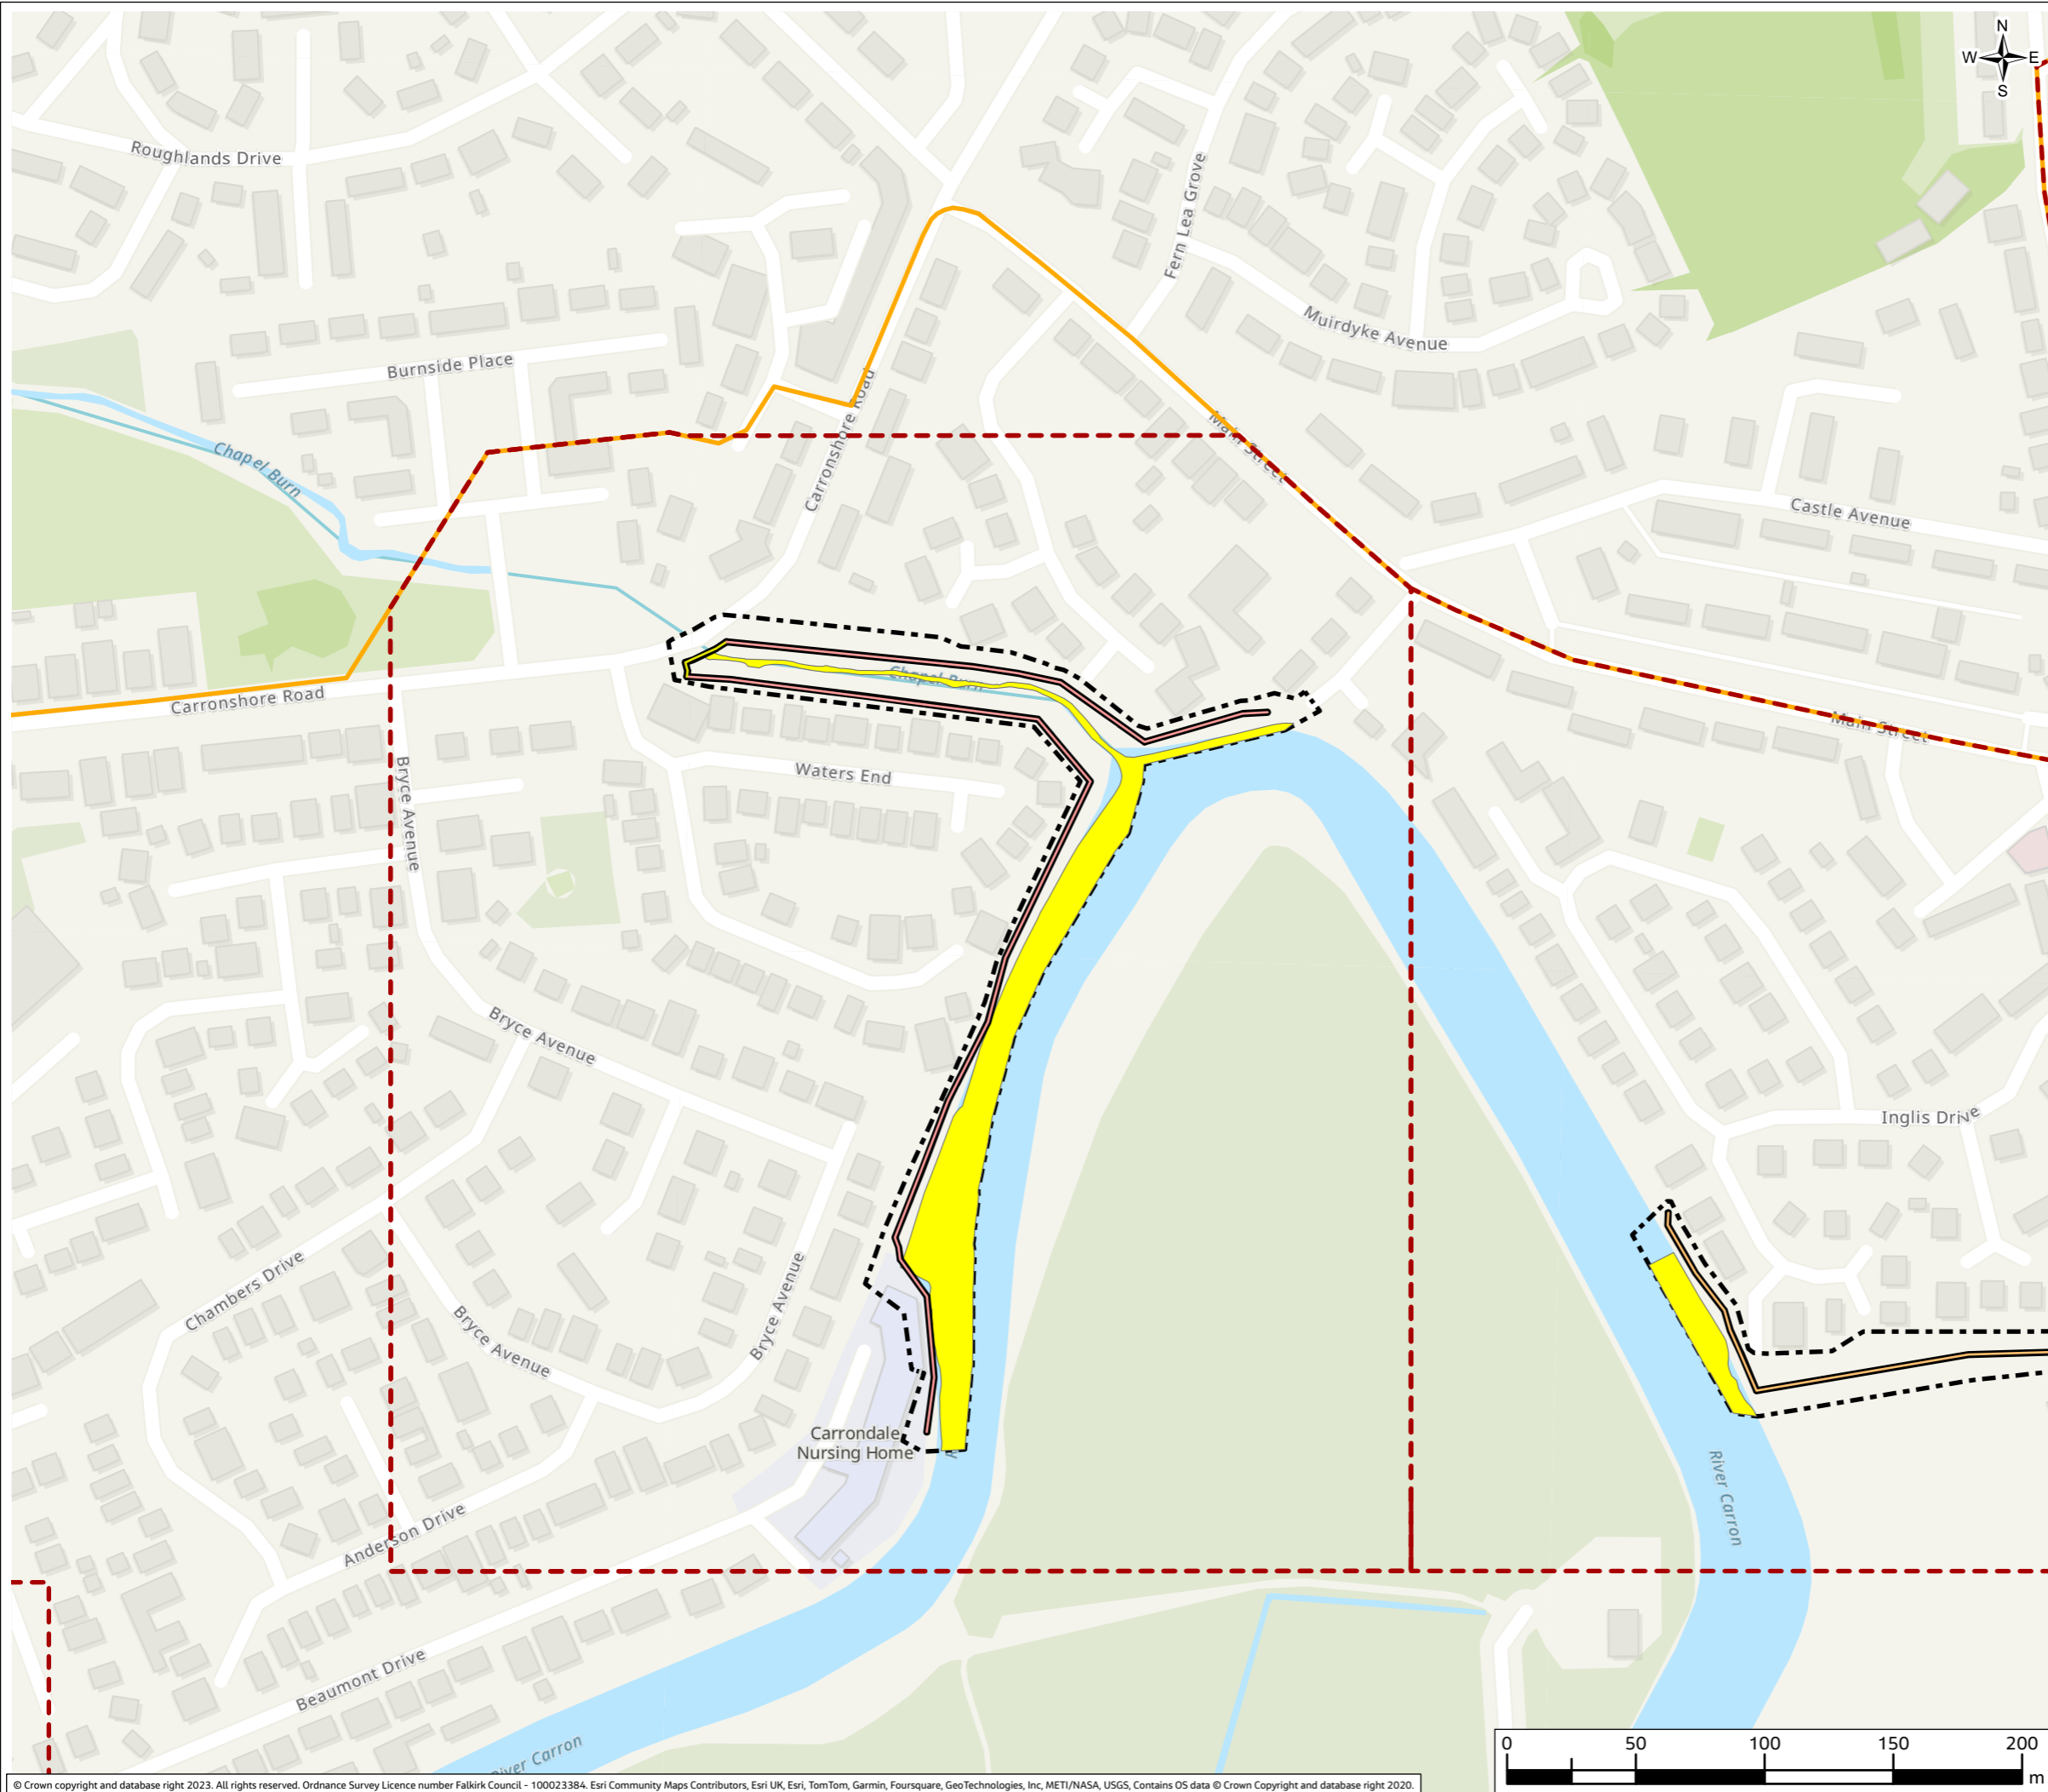 N
W E
S
Roughlands Drive
Fern Lea Grove
Muirdyke Avenue
Burnside Place
Carronshore Road
Main Street
Chapel Burn
Castle Avenue
Chapel Burn
Carronshore Road
Main Street
Bryce Avenue
Waters End
Bryce Avenue
Inglis Drive
Chambers Drive
Bryce Avenue
Bryce Avenue
Carrondale
Nursing Home
River Carron
Anderson Drive
Beaumont Drive
River Carron
0 50 100 150 200
m
© Crown copyright and database right 2023. All rights reserved. Ordnance Survey Licence number Falkirk Council - 100023384. Esri Community Maps Contributors, Esri UK, Esri, TomTom, Garmin, Foursquare, GeoTechnologies, Inc, METI/NASA, USGS, Contains OS data © Crown Copyright and database right 2020.